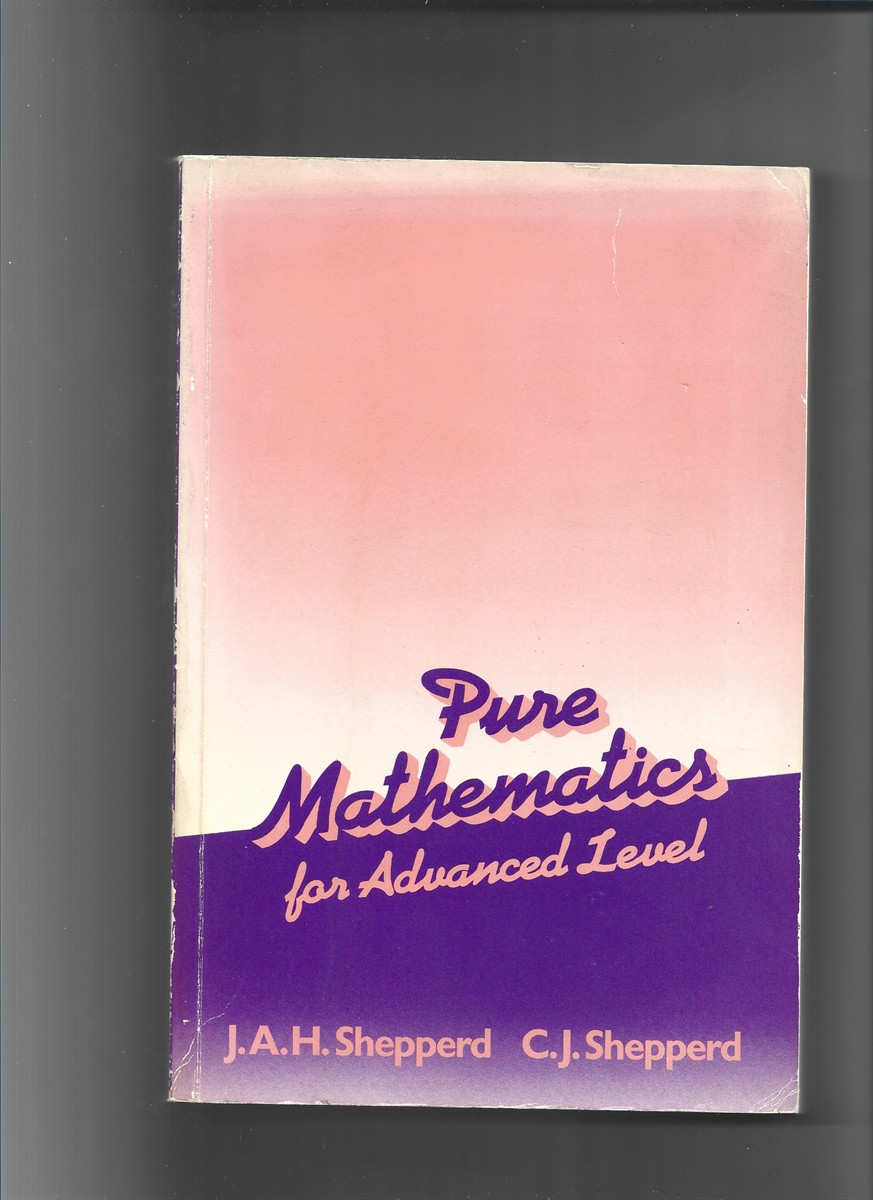 Pure
Mathematics
for Advanced Level
J.A.H. Shepperd C.J. Shepperd